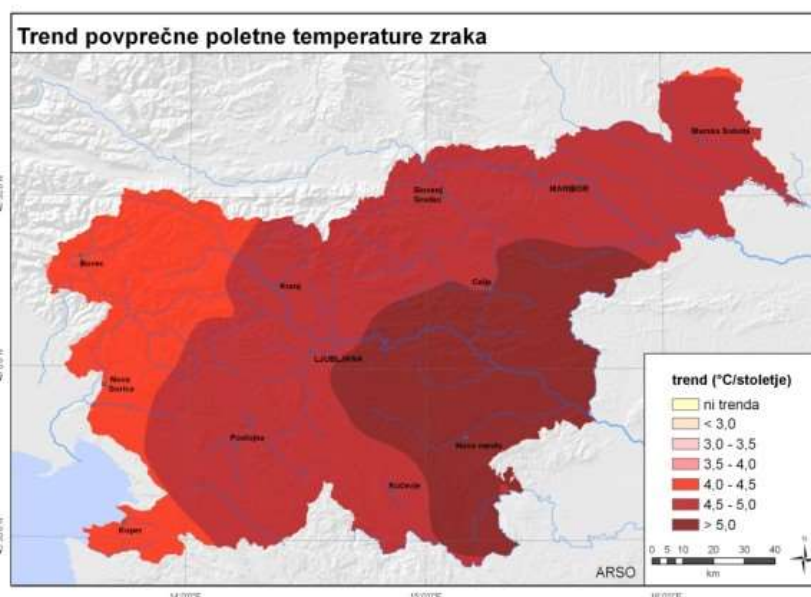 Trend povprečne poletne temperature zraka
Murska Sobota
MARIBOR
Slovenj
Gradec
Bovec
Kranj
Celje
LJUBLJANA
Nova
Gorica
Postojna
Novo mesto
Kočevje
Koper
trend (°C/stoletje)
ni trenda
< 3,0
3,0 - 3,5
3,5 - 4,0
4,0 - 4,5
4,5 - 5,0
> 5,0
0 5 10 20 30 40
km
ARSO